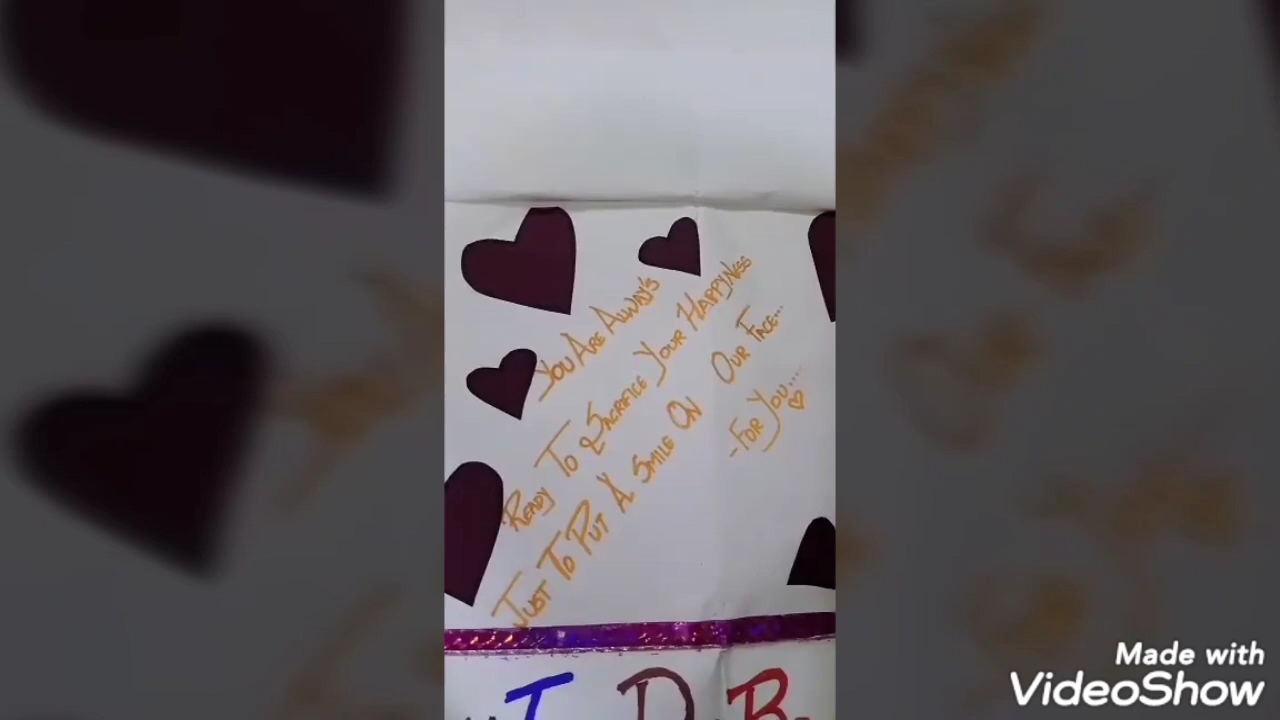 You Are Always
Ready To Sacrifice Your Happyness
Just To Put A Smile On Our Face...
-For You...♡
I D B
Made with
VideoShow